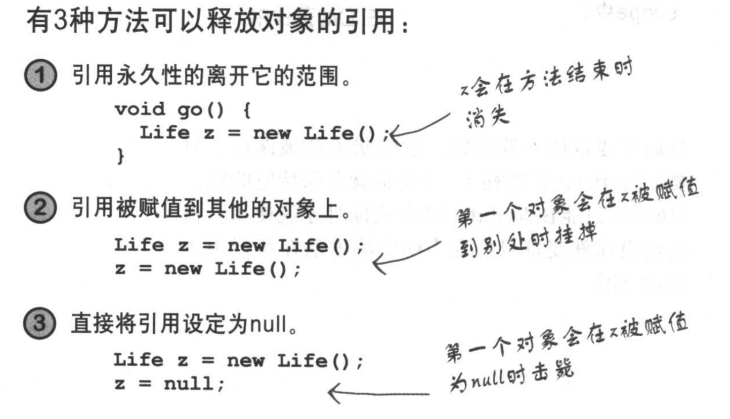 有3种方法可以释放对象的引用：
① 引用永久性的离开它的范围。
void go() {
Life z = new Life();
}
z会在方法结束时
消失
② 引用被赋值到其他的对象上。
Life z = new Life();
z = new Life();
第一个对象会在z被赋值
到别处时挂掉
③ 直接将引用设定为null。
Life z = new Life();
z = null;
第一个对象会在z被赋值
为null时击毙